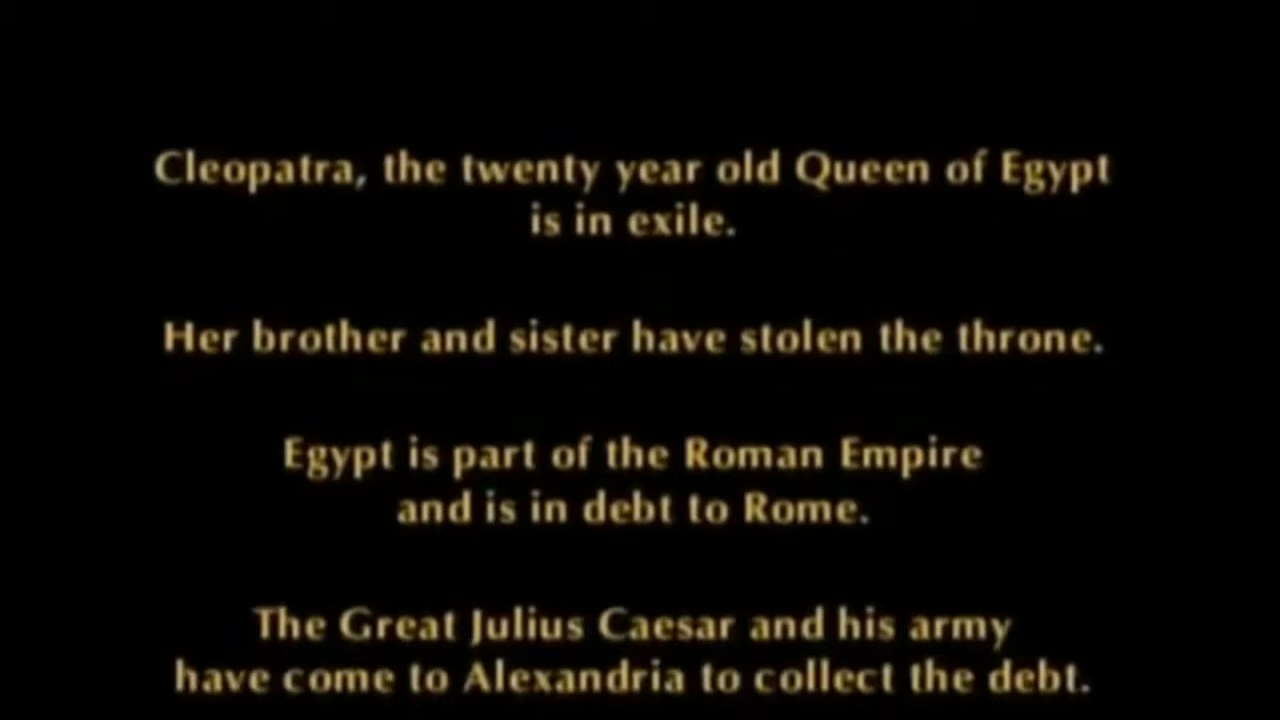 Cleopatra, the twenty year old Queen of Egypt
is in exile.
Her brother and sister have stolen the throne.
Egypt is part of the Roman Empire
and is in debt to Rome.
The Great Julius Caesar and his army
have come to Alexandria to collect the debt.